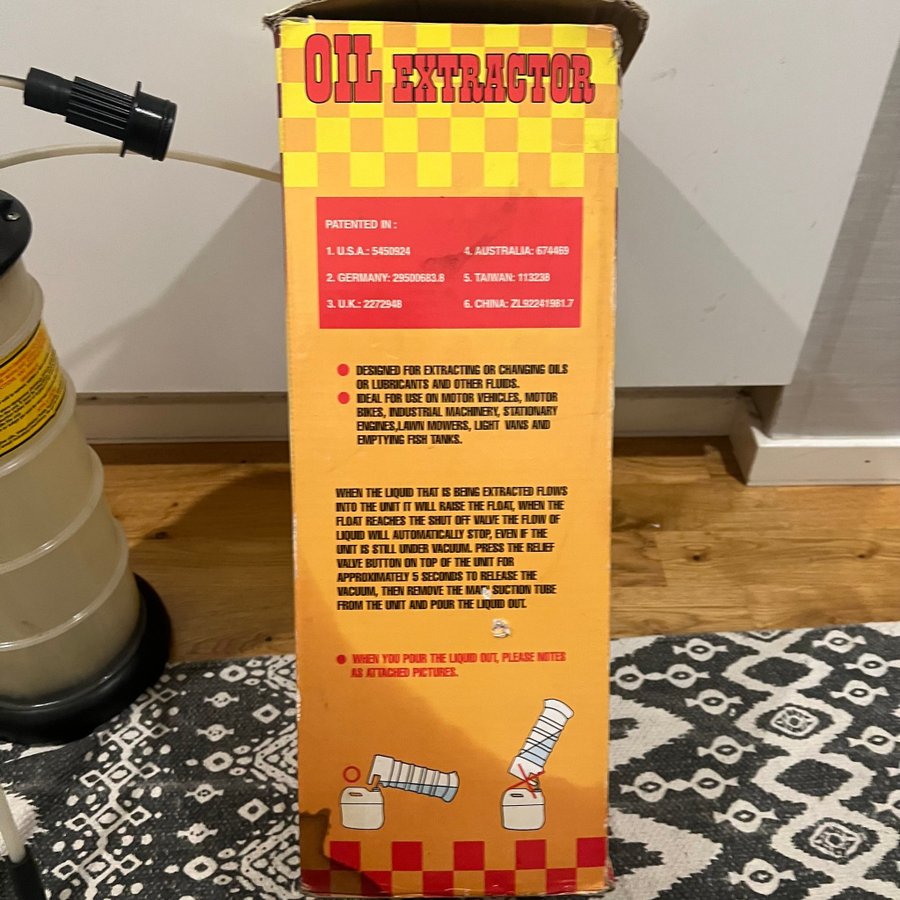 OIL EXTRACTOR
PATENTED IN :
1. U.S.A.: 5450924
4. AUSTRALIA: 674469
2. GERMANY: 29500683.8
5. TAIWAN: 113238
3. U.K.: 2272948
6. CHINA: ZL92241981.7
DESIGNED FOR EXTRACTING OR CHANGING OILS
OR LUBRICANTS AND OTHER FLUIDS.
IDEAL FOR USE ON MOTOR VEHICLES, MOTOR
BIKES, INDUSTRIAL MACHINERY, STATIONARY
ENGINES,LAWN MOWERS, LIGHT VANS AND
EMPTYING FISH TANKS.
WHEN THE LIQUID THAT IS BEING EXTRACTED FLOWS
INTO THE UNIT IT WILL RAISE THE FLOAT, WHEN THE
FLOAT REACHES THE SHUT OFF VALVE THE FLOW OF
LIQUID WILL AUTOMATICALLY STOP, EVEN IF THE
UNIT IS STILL UNDER VACUUM. PRESS THE RELIEF
VALVE BUTTON ON TOP OF THE UNIT FOR
APPROXIMATELY 5 SECONDS TO RELEASE THE
VACUUM, THEN REMOVE THE MAIN SUCTION TUBE
FROM THE UNIT AND POUR THE LIQUID OUT.
WHEN YOU POUR THE LIQUID OUT, PLEASE NOTES
AS ATTACHED PICTURES.